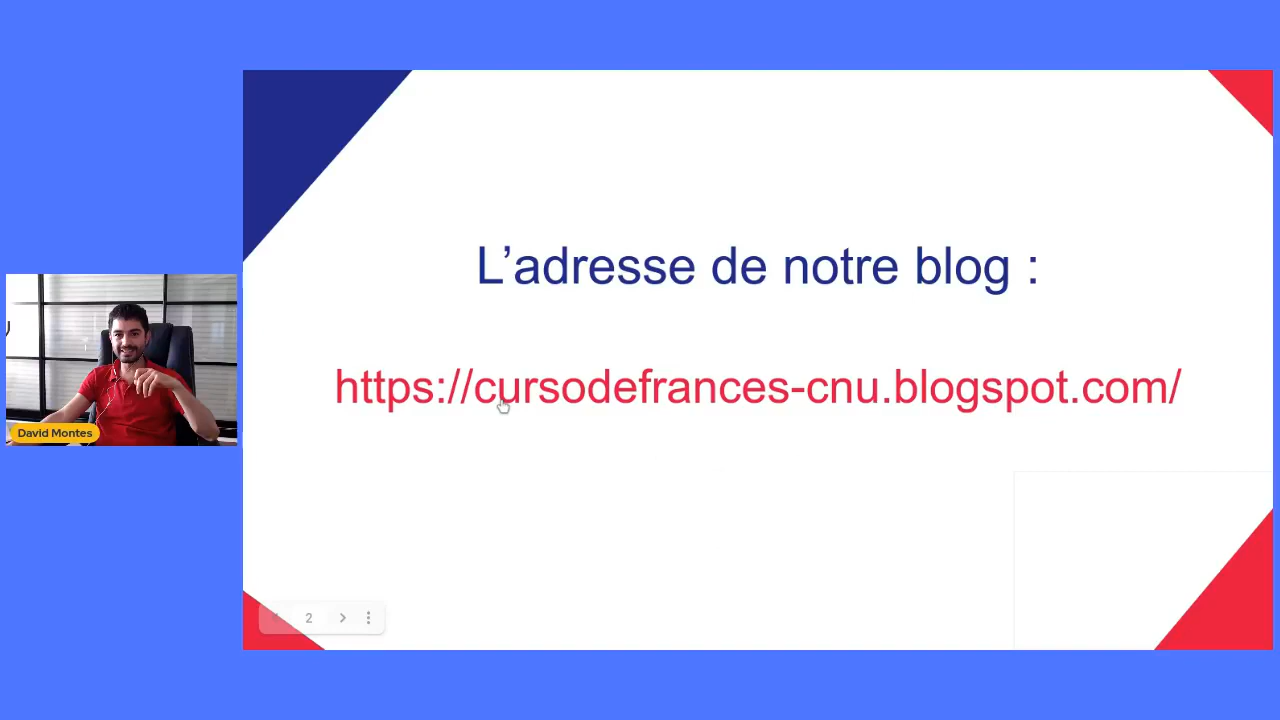 L’adresse de notre blog :
https://cursodefrances-cnu.blogspot.com/
David Montes
2